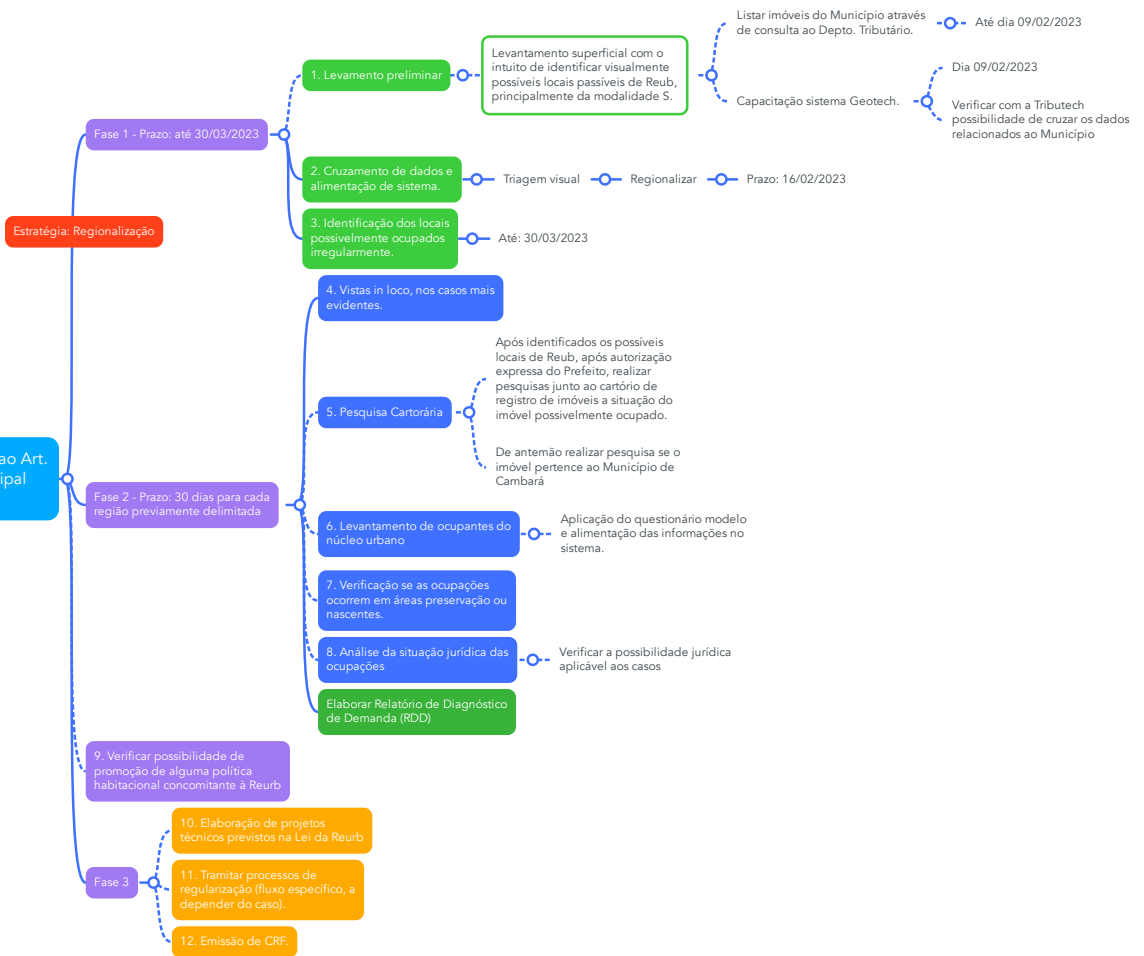 Listar imóveis do Município através
de consulta ao Depto. Tributário.
Até dia 09/02/2023
Levantamento superficial com o
intuito de identificar visualmente
possíveis locais passíveis de Reub,
principalmente da modalidade S.
1. Levamento preliminar
Dia 09/02/2023
Capacitação sistema Geotech.
Verificar com a Tributech
possibilidade de cruzar os dados
relacionados ao Município
Fase 1 - Prazo: até 30/03/2023
2. Cruzamento de dados e
alimentação de sistema.
Triagem visual
Regionalizar
Prazo: 16/02/2023
Estratégia: Regionalização
3. Identificação dos locais
possivelmente ocupados
irregularmente.
Até: 30/03/2023
4. Vistas in loco, nos casos mais
evidentes.
Após identificados os possíveis
locais de Reub, após autorização
expressa do Prefeito, realizar
pesquisas junto ao cartório de
registro de imóveis a situação do
imóvel possivelmente ocupado.
5. Pesquisa Cartorária
De antemão realizar pesquisa se o
imóvel pertence ao Município de
Cambará
ao Art.
ipal
Fase 2 - Prazo: 30 dias para cada
região previamente delimitada
6. Levantamento de ocupantes do
núcleo urbano
Aplicação do questionário modelo
e alimentação das informações no
sistema.
7. Verificação se as ocupações
ocorrem em áreas preservação ou
nascentes.
8. Análise da situação jurídica das
ocupações
Verificar a possibilidade jurídica
aplicável aos casos
Elaborar Relatório de Diagnóstico
de Demanda (RDD)
9. Verificar possibilidade de
promoção de alguma política
habitacional concomitante à Reurb
10. Elaboração de projetos
técnicos previstos na Lei da Reurb
Fase 3
11. Tramitar processos de
regularização (fluxo específico, a
depender do caso).
12. Emissão de CRF.